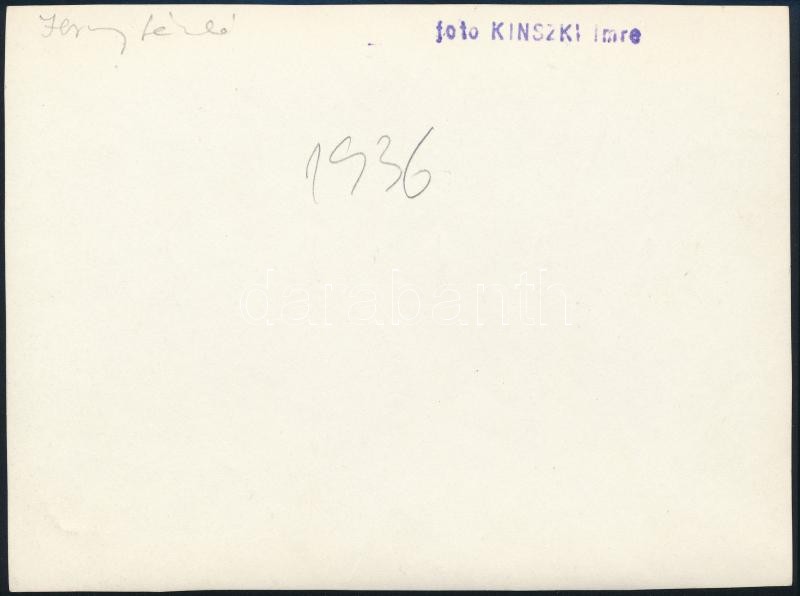 foto KINSZKI Imre
1936
darabanth